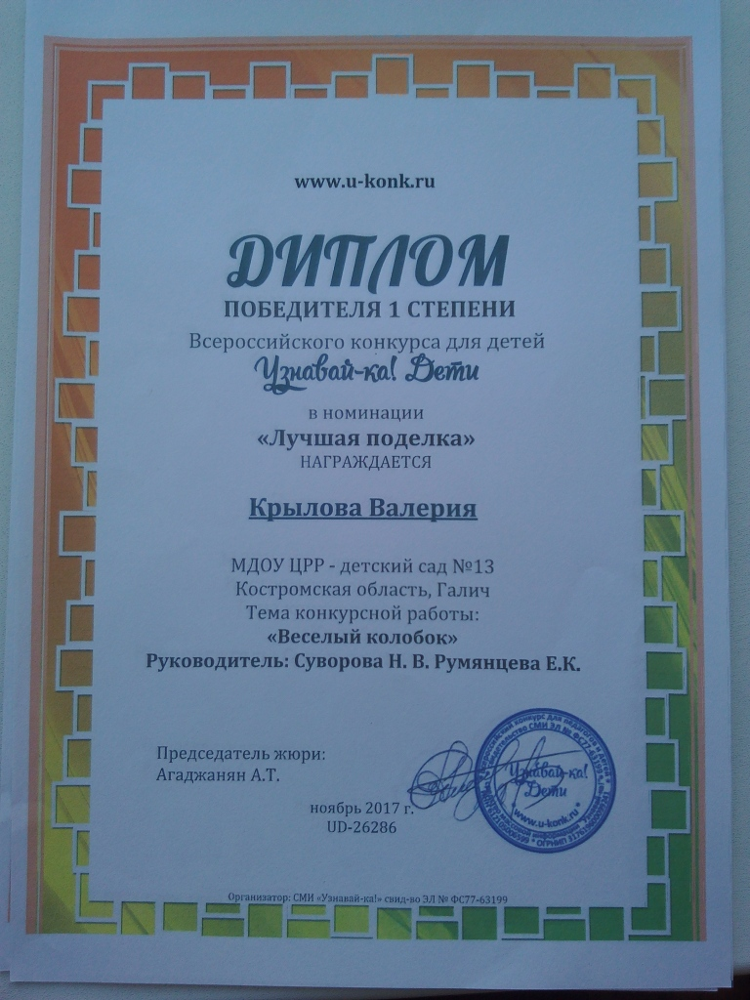 www.u-konk.ru
ДИПЛОМ
ПОБЕДИТЕЛЯ 1 СТЕПЕНИ
Всероссийского конкурса для детей
Узнавай-ка! Дети
в номинации
«Лучшая поделка»
НАГРАЖДАЕТСЯ
Крылова Валерия
МДОУ ЦРР - детский сад №13
Костромская область, Галич
Тема конкурсной работы:
«Веселый колобок»
Руководитель: Суворова Н. В. Румянцева Е.К.
Председатель жюри:
Агаджанян А.Т.
Узнавай-ка!
Дети
www.u-konk.ru
ноябрь 2017 г.
UD-26286
Организатор: СМИ «Узнавай-ка!» свид-во ЭЛ № ФС77-63199